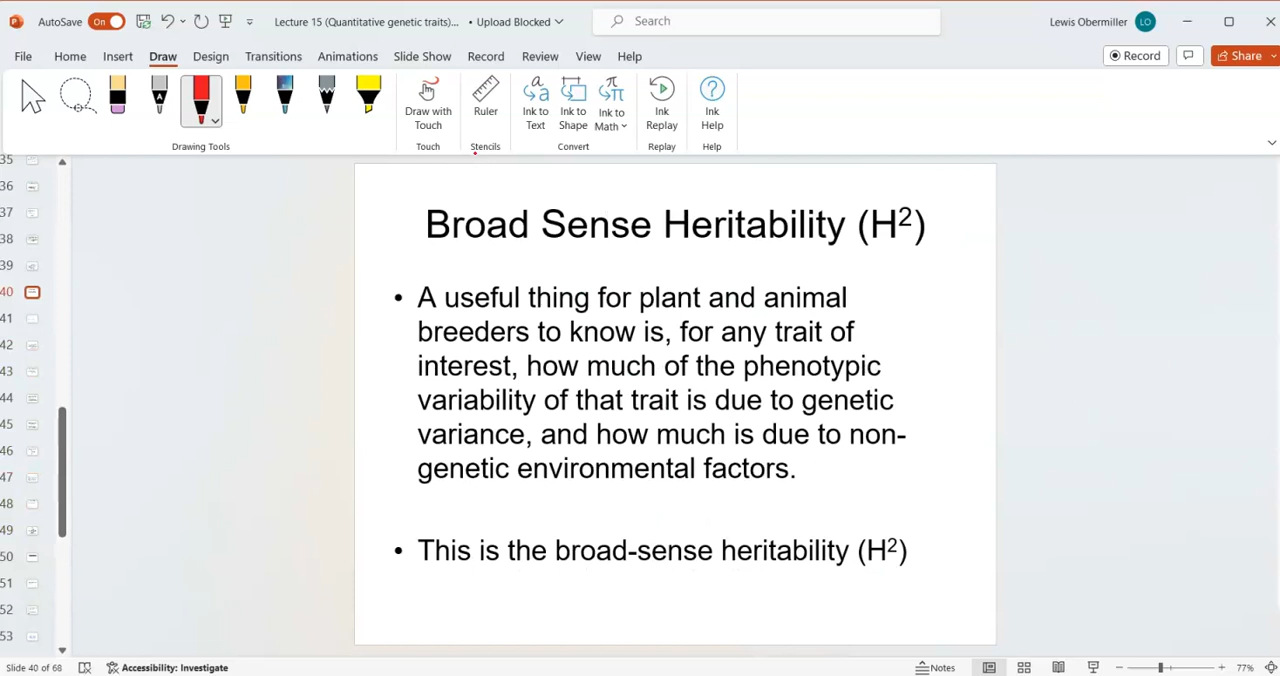 AutoSave On Lecture 15 (Quantitative genetic traits)... • Upload Blocked Search Lewis Obermiller LO
File Home Insert Draw Design Transitions Animations Slide Show Record Review View Help Record Share
Draw with Touch
Ruler
Ink to Text
Ink to Shape
Ink to Math
Ink Replay
Ink Help
Drawing Tools Touch Stencils Convert Replay Help
35
36
37
38
39
40
41
42
43
44
45
46
47
48
49
50
51
52
53
Broad Sense Heritability (H²)
• A useful thing for plant and animal
breeders to know is, for any trait of
interest, how much of the phenotypic
variability of that trait is due to genetic
variance, and how much is due to non-
genetic environmental factors.
• This is the broad-sense heritability (H²)
Slide 40 of 68 Accessibility: Investigate Notes 77%